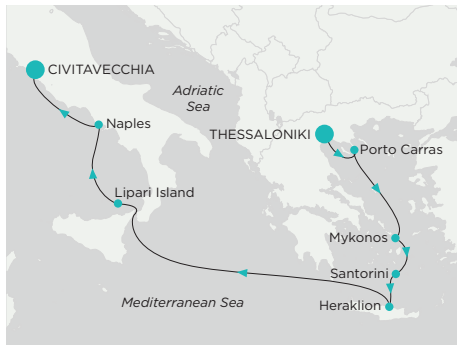 CIVITAVECCHIA
Adriatic
Sea
Naples
THESSALONIKI
Porto Carras
Lipari Island
Mykonos
Santorini
Mediterranean Sea
Heraklion